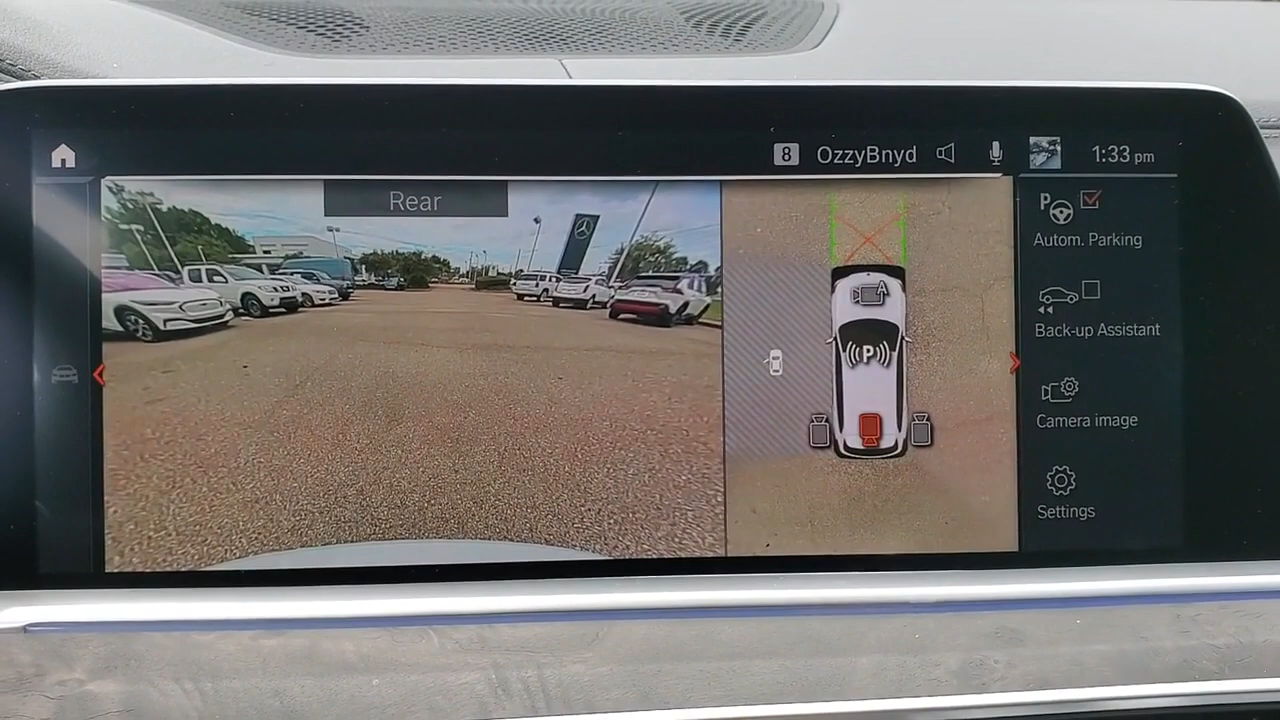 8 OzzyBnyd 1:33 pm
Rear
P
Autom. Parking
A
Back-up Assistant
P
Camera image
Settings